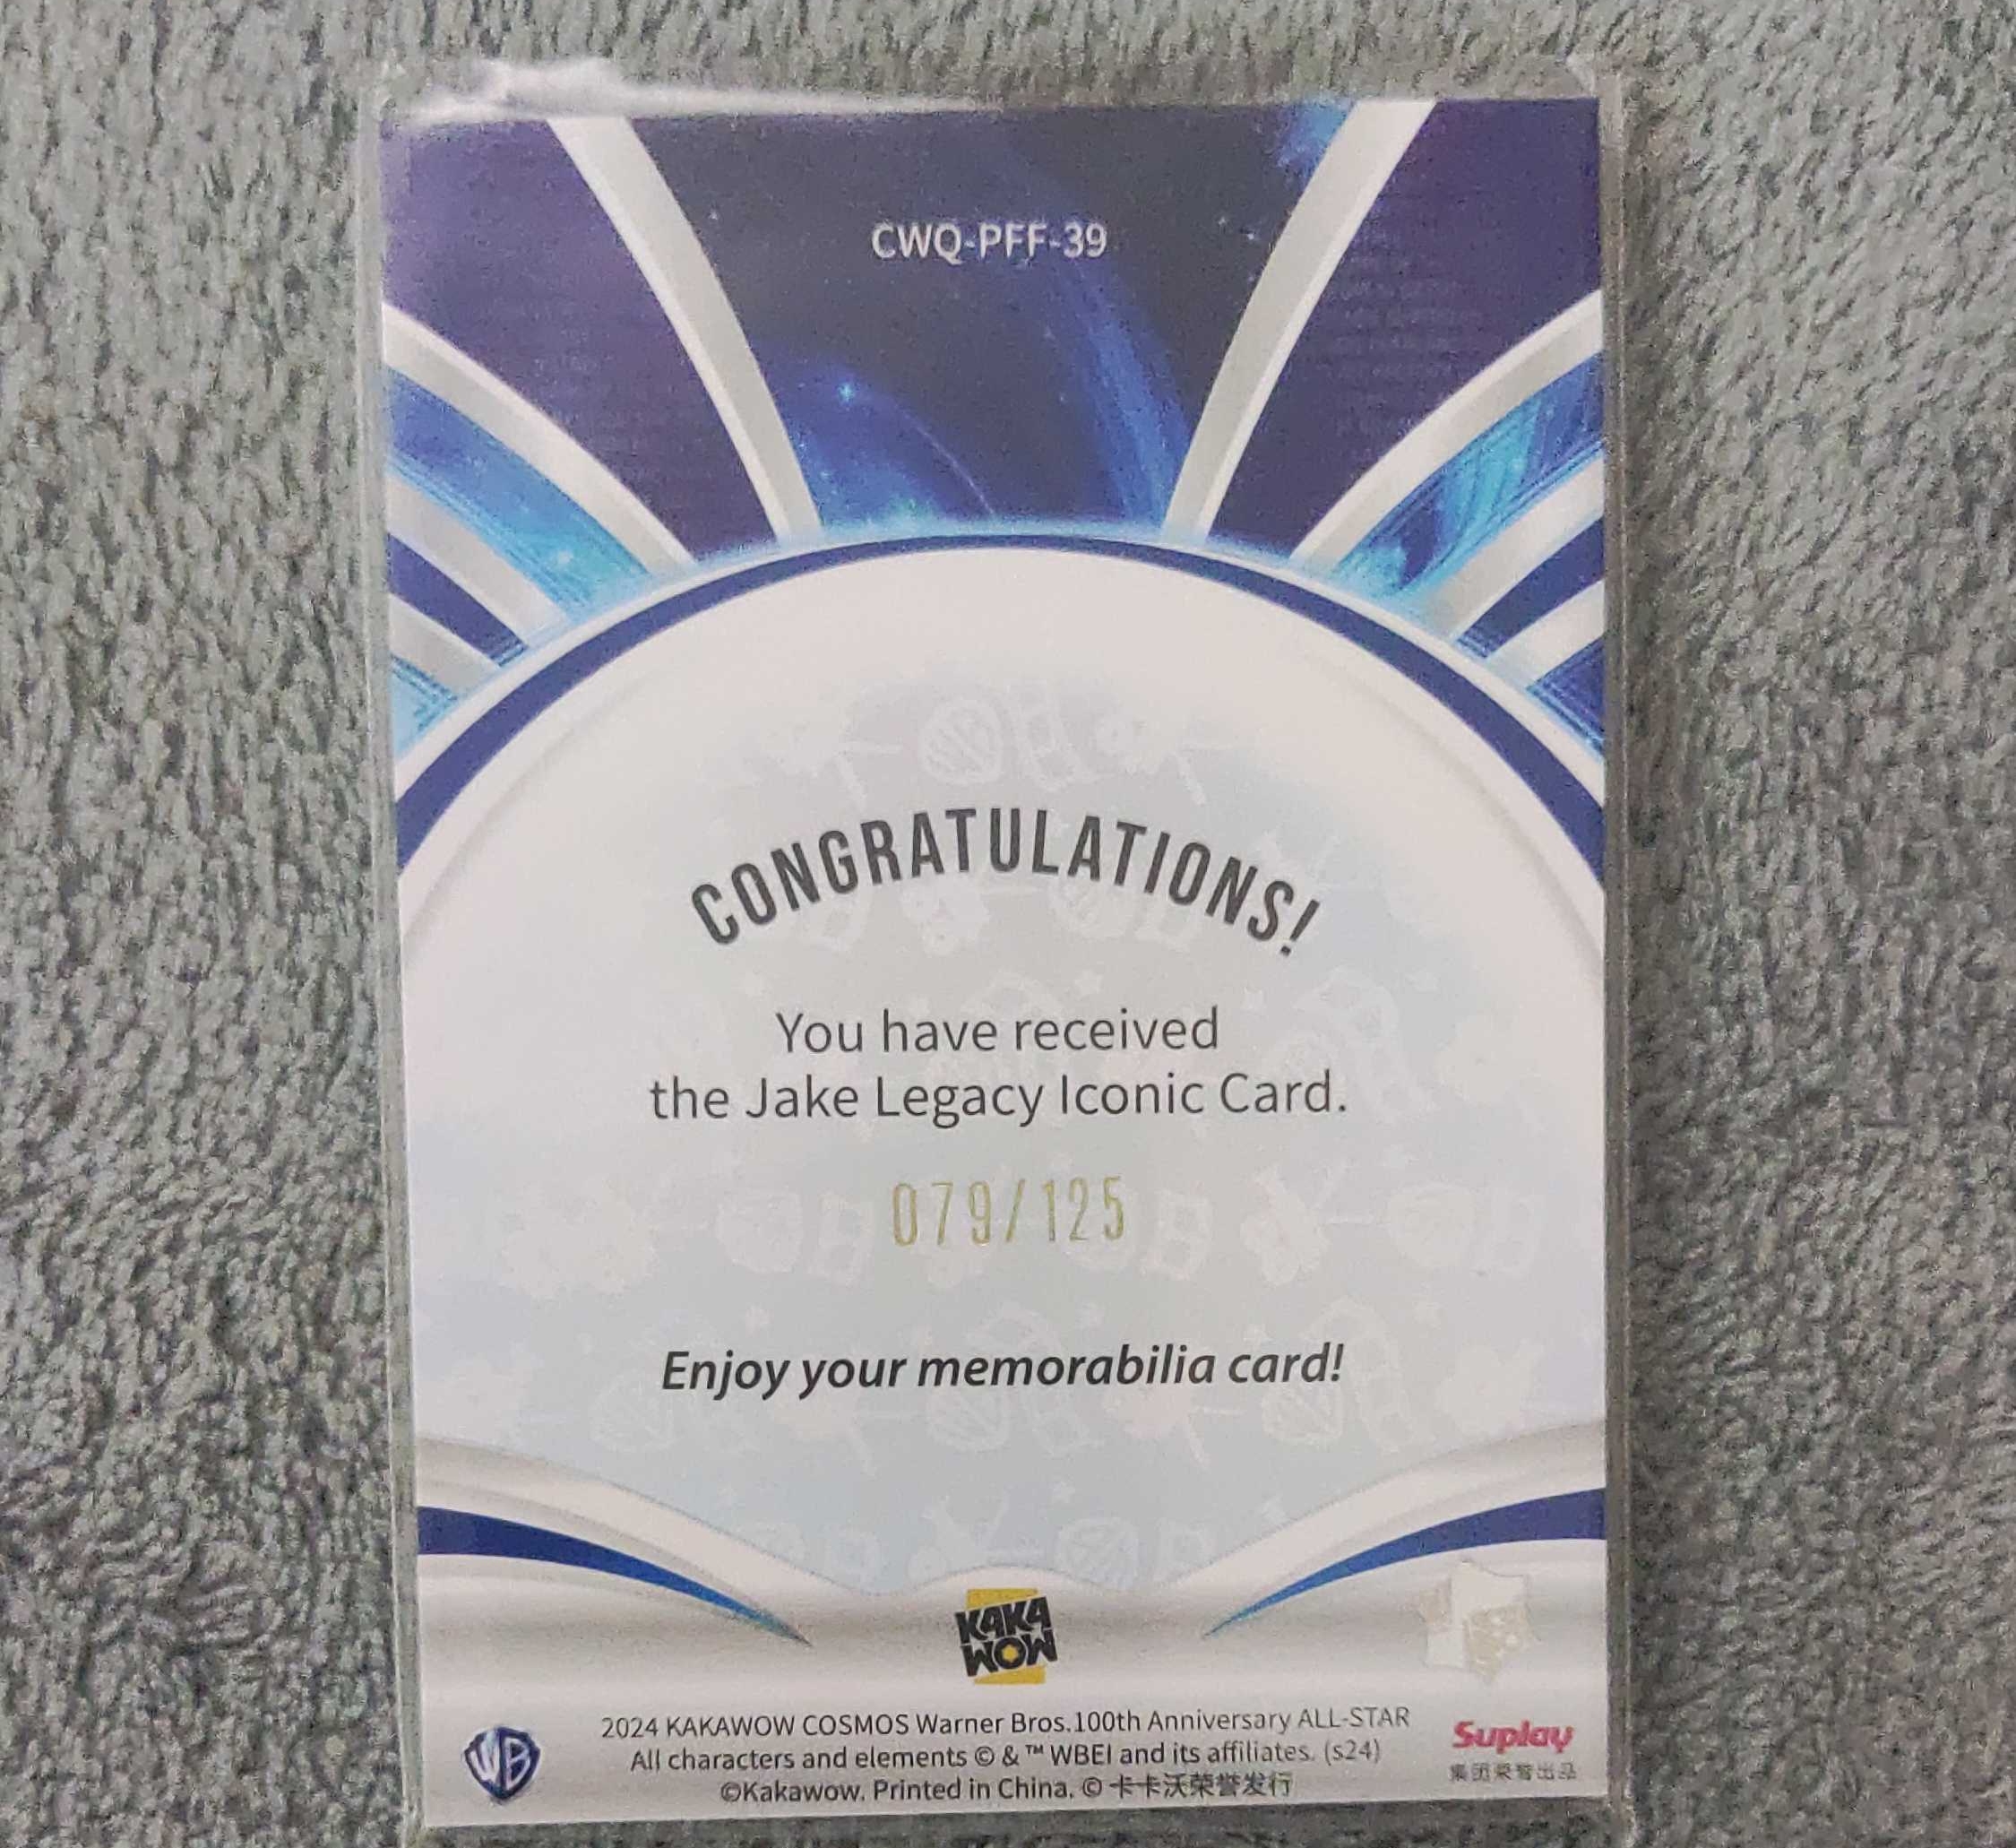 CWQ-PFF-39
CONGRATULATIONS!
You have received
the Jake Legacy Iconic Card.
079/125
Enjoy your memorabilia card!
KAKA
WOW
2024 KAKAWOW COSMOS Warner Bros.100th Anniversary ALL-STAR
All characters and elements © & ™ WBEI and its affiliates. (s24)
©Kakawow. Printed in China. © 卡卡沃荣誉发行
WB
Suplay
集团荣誉出品